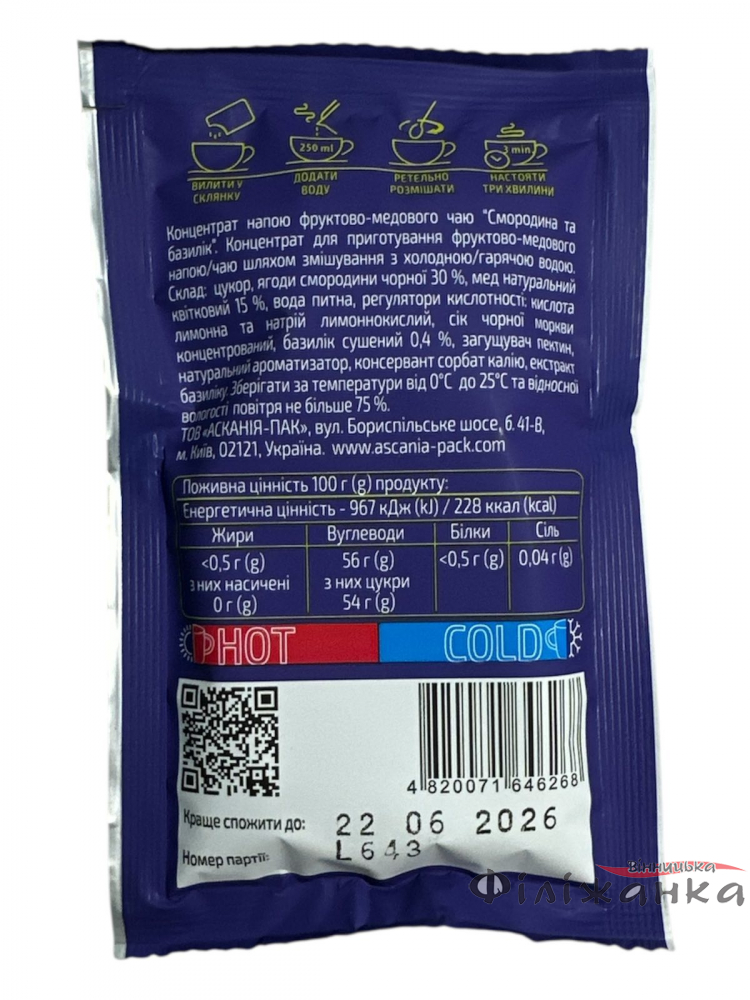 250 ml
3 min.
ВИЛИТИ У СКЛЯНКУ
ДОДАТИ ВОДУ
РЕТЕЛЬНО РОЗМІШАТИ
НАСТОЯТИ ТРИ ХВИЛИНИ
Концентрат напою фруктово-медового чаю "Смородина та
базилік". Концентрат для приготування фруктово-медового
напою/чаю шляхом змішування з холодною/гарячою водою.
Склад: цукор, ягоди смородини чорної 30 %, мед натуральний
квітковий 15 %, вода питна, регулятори кислотності: кислота
лимонна та натрій лимоннокислий, сік чорної моркви
концентрований, базилік сушений 0,4 %, загущувач пектин,
натуральний ароматизатор, консервант сорбат калію, екстракт
базиліку. Зберігати за температури від 0°С до 25°С та відносної
вологості повітря не більше 75 %.
ТОВ «АСКАНІЯ-ПАК», вул. Бориспільське шосе, б. 41-В,
м. Київ, 02121, Україна. www.ascania-pack.com
Поживна цінність 100 г (g) продукту:
Енергетична цінність - 967 кДж (kJ) / 228 ккал (kcal)
Жири Вуглеводи Білки Сіль
<0,5 г (g) 56 г (g) <0,5 г (g) 0,04 г (g)
з них насичені з них цукри
0 г (g) 54 г (g)
HOT COLD
4 820071 646268
Краще спожити до: 22 06 2026
Номер партії: L643
Вінницька
Філіжанка